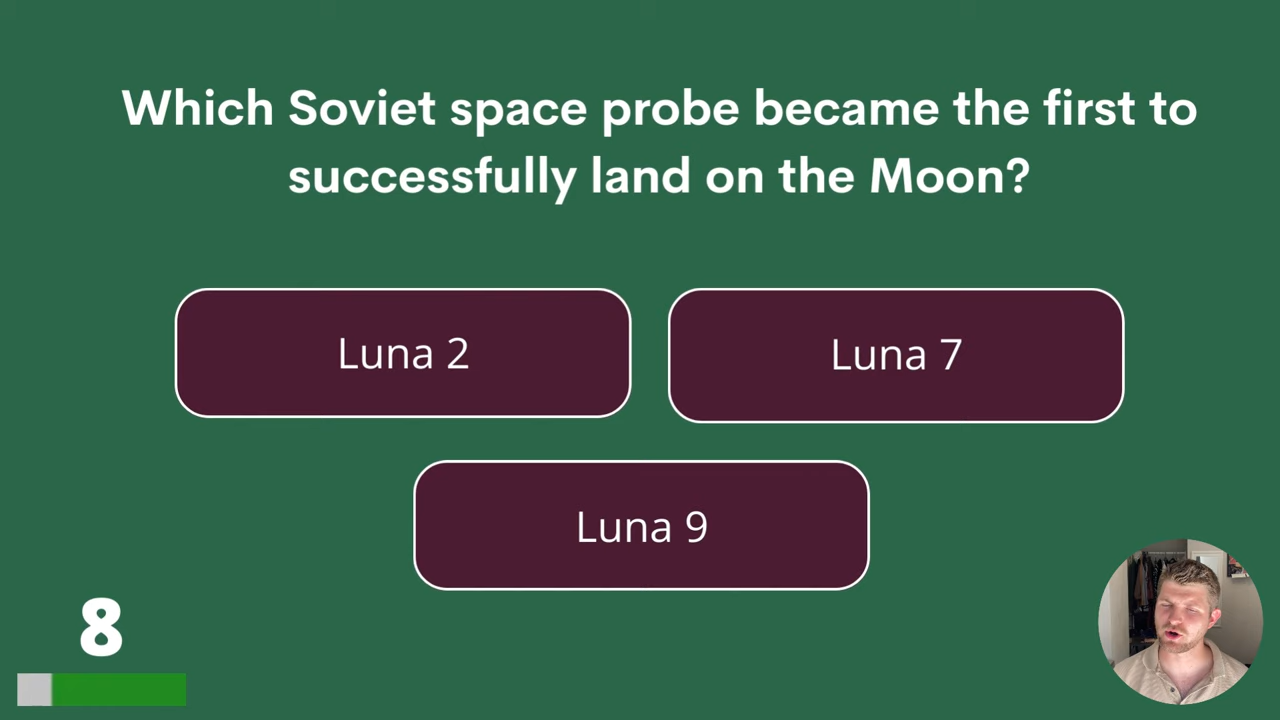 Which Soviet space probe became the first to
successfully land on the Moon?
Luna 2
Luna 7
Luna 9
8